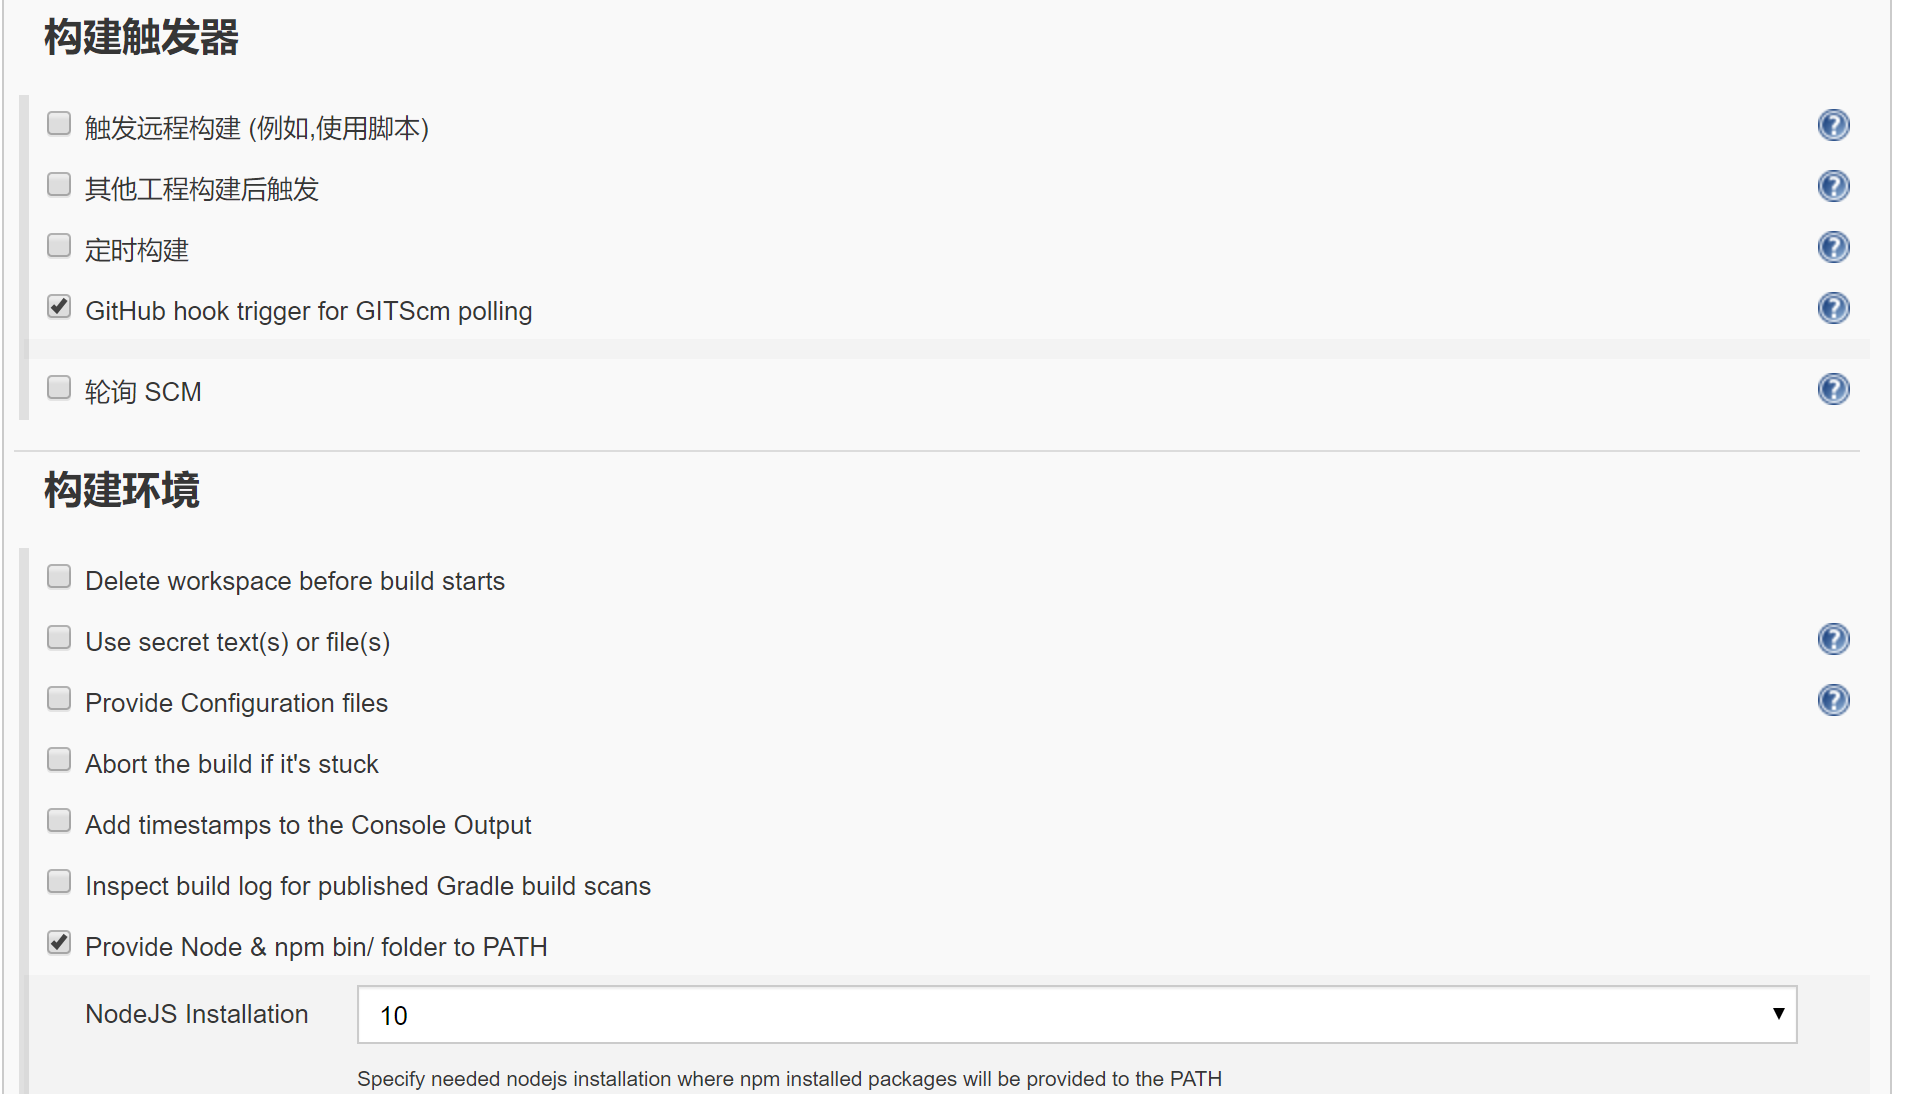 构建触发器
触发远程构建 (例如,使用脚本)
其他工程构建后触发
定时构建
GitHub hook trigger for GITScm polling
轮询 SCM
构建环境
Delete workspace before build starts
Use secret text(s) or file(s)
Provide Configuration files
Abort the build if it's stuck
Add timestamps to the Console Output
Inspect build log for published Gradle build scans
Provide Node & npm bin/ folder to PATH
NodeJS Installation 10
Specify needed nodejs installation where npm installed packages will be provided to the PATH